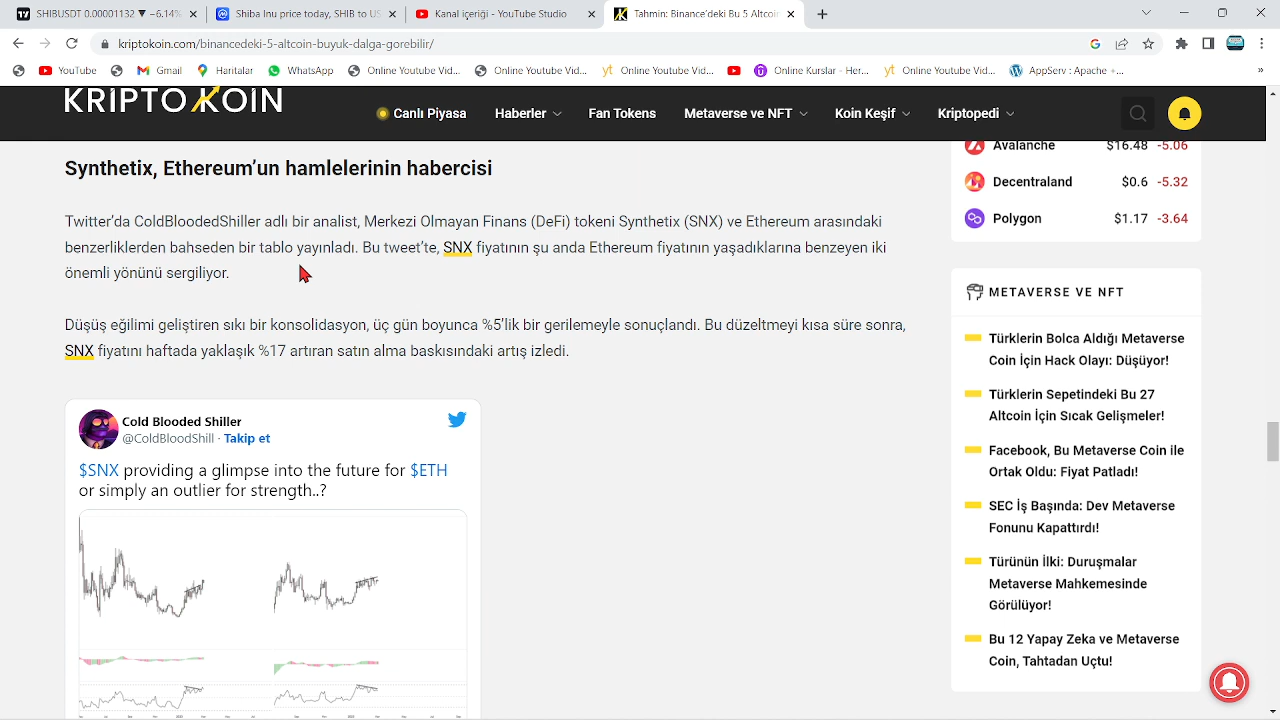 SHIBUSDT 0.00001132 ▼ −6.14%
Shiba Inu price today, SHIB to US
Kanal içeriği - YouTube Studio
Tahmin: Binance'deki Bu 5 Altcoin
kriptokoin.com/binancedeki-5-altcoin-buyuk-dalga-gorebilir/
YouTube
Gmail
Haritalar
WhatsApp
Online Youtube Vid...
Online Youtube Vid...
Online Youtube Vid...
Online Kurslar - Her...
Online Youtube Vid...
AppServ : Apache +...
KRIPTOKOIN
Canlı Piyasa
Haberler
Fan Tokens
Metaverse ve NFT
Koin Keşif
Kriptopedi
Synthetix, Ethereum’un hamlelerinin habercisi
Twitter’da ColdBloodedShiller adlı bir analist, Merkezi Olmayan Finans (DeFi) tokeni Synthetix (SNX) ve Ethereum arasındaki
benzerliklerden bahseden bir tablo yayınladı. Bu tweet’te, SNX fiyatının şu anda Ethereum fiyatının yaşadıklarına benzeyen iki
önemli yönünü sergiliyor.
Düşüş eğilimi geliştiren sıkı bir konsolidasyon, üç gün boyunca %5’lik bir gerilemeyle sonuçlandı. Bu düzeltmeyi kısa süre sonra,
SNX fiyatını haftada yaklaşık %17 artıran satın alma baskısındaki artış izledi.
Cold Blooded Shiller
@ColdBloodShill · Takip et
$SNX providing a glimpse into the future for $ETH
or simply an outlier for strength..?
Avalanche $16.48 -5.06
Decentraland $0.6 -5.32
Polygon $1.17 -3.64
METAVERSE VE NFT
Türklerin Bolca Aldığı Metaverse
Coin İçin Hack Olayı: Düşüyor!
Türklerin Sepetindeki Bu 27
Altcoin İçin Sıcak Gelişmeler!
Facebook, Bu Metaverse Coin ile
Ortak Oldu: Fiyat Patladı!
SEC İş Başında: Dev Metaverse
Fonunu Kapattırdı!
Türünün İlki: Duruşmalar
Metaverse Mahkemesinde
Görülüyor!
Bu 12 Yapay Zeka ve Metaverse
Coin, Tahtadan Uçtu!